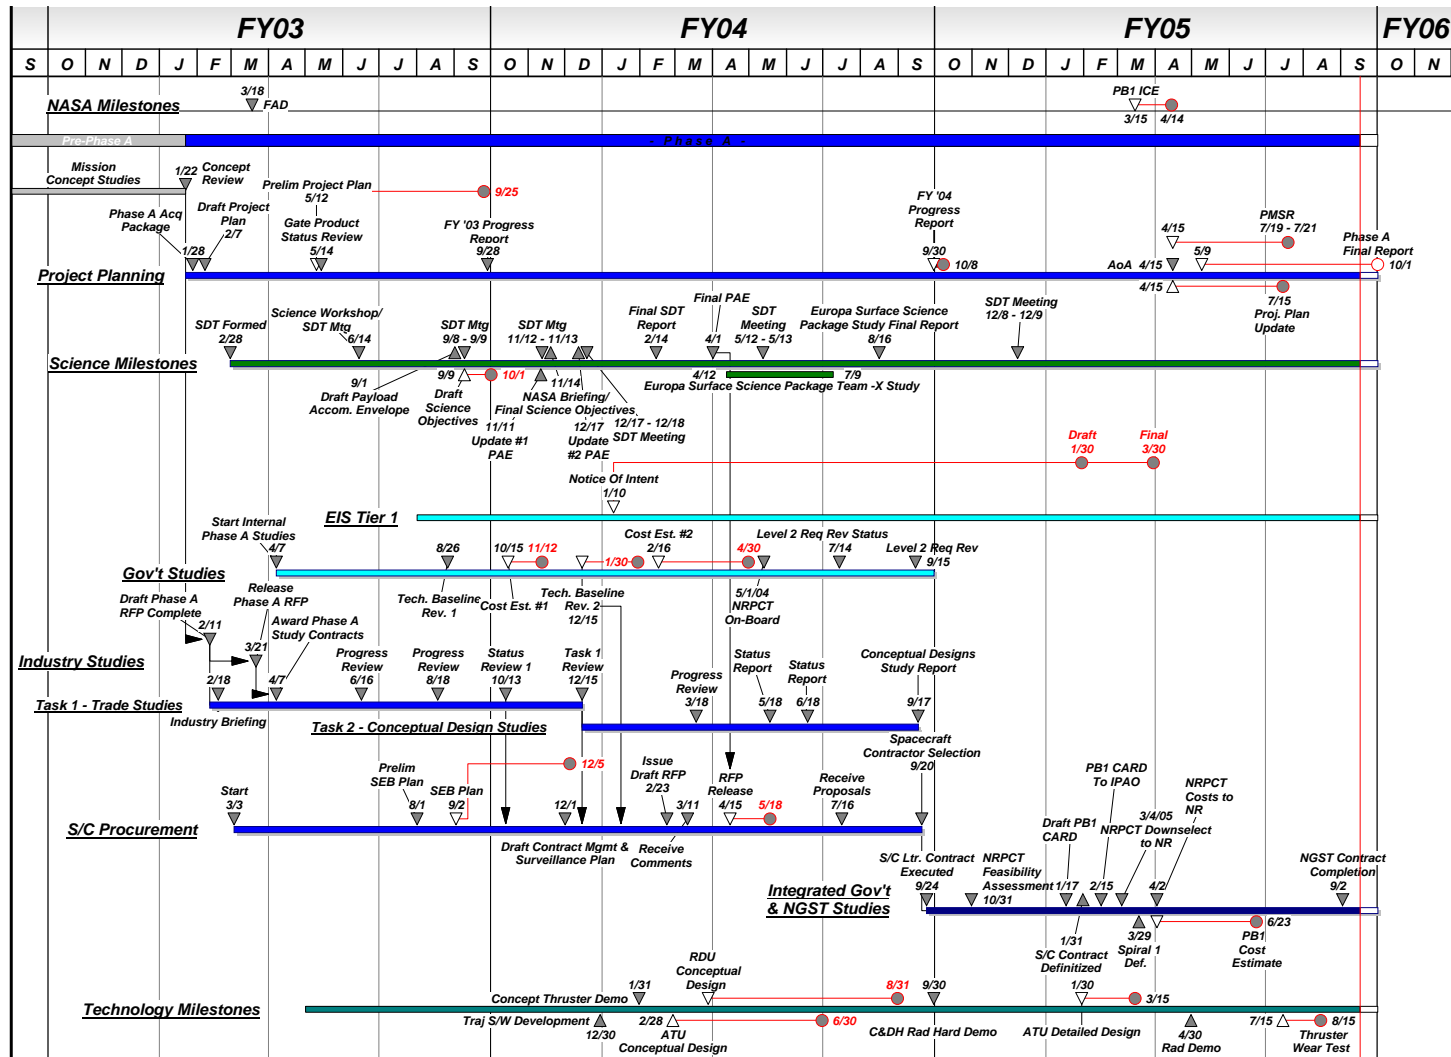 FY03 FY04 FY05 FY06
S O N D J F M A M J J A S O N D J F M A M J J A S O N D J F M A M J J A S O N
NASA Milestones
3/18
FAD
PB1 ICE
3/15 4/14
Pre-Phase A
- Phase A -
Mission
Concept Studies
1/22
Concept
Review
Prelim Project Plan
5/12
9/25
Phase A Acq
Package
1/28
Draft Project
Plan
2/7
Gate Product
Status Review
5/14
FY '03 Progress
Report
9/28
FY '04
Progress
Report
9/30
10/8
4/15
PMSR
7/19 - 7/21
AoA 4/15
5/9
Phase A
Final Report
10/1
4/15
7/15
Proj. Plan
Update
Project Planning
SDT Formed
2/28
Science Workshop/
SDT Mtg
6/14
SDT Mtg
9/8 - 9/9
SDT Mtg
11/12 - 11/13
Final SDT
Report
2/14
Final PAE
4/1
SDT
Meeting
5/12 - 5/13
Europa Surface Science
Package Study Final Report
8/16
SDT Meeting
12/8 - 12/9
Science Milestones
9/1
Draft Payload
Accom. Envelope
9/9
10/1
Draft
Science
Objectives
11/14
NASA Briefing/
Final Science Objectives
11/11
Update #1
PAE
12/17
Update
#2 PAE
12/17 - 12/18
SDT Meeting
4/12
7/9
Europa Surface Science Package Team -X Study
Draft
1/30
Final
3/30
Notice Of Intent
1/10
EIS Tier 1
Start Internal
Phase A Studies
4/7
8/26
10/15
11/12
1/30
Cost Est. #2
2/16
4/30
Level 2 Req Rev Status
7/14
Level 2 Req Rev
9/15
Gov't Studies
Tech. Baseline
Rev. 1
Cost Est. #1
Tech. Baseline
Rev. 2
12/15
5/1/04
NRPCT
On-Board
Draft Phase A
RFP Complete
2/11
Release
Phase A RFP
3/21
Award Phase A
Study Contracts
4/7
Industry Studies
2/18
Progress
Review
6/16
Progress
Review
8/18
Status
Review 1
10/13
Task 1
Review
12/15
Task 1 - Trade Studies
Industry Briefing
Progress
Review
3/18
Status
Report
5/18
Status
Report
6/18
Conceptual Designs
Study Report
9/17
Task 2 - Conceptual Design Studies
Spacecraft
Contractor Selection
9/20
Start
3/3
Prelim
SEB Plan
8/1
SEB Plan
9/2
12/5
12/1
Issue
Draft RFP
2/23
3/11
RFP
Release
4/15
5/18
Receive
Proposals
7/16
S/C Procurement
Draft Contract Mgmt &
Surveillance Plan
Receive
Comments
S/C Ltr. Contract
Executed
9/24
NRPCT
Feasibility
Assessment
10/31
Draft PB1
CARD
1/17
PB1 CARD
To IPAO
2/15
3/4/05
NRPCT Downselect
to NR
NRPCT
Costs to
NR
4/2
NGST Contract
Completion
9/2
Integrated Gov't
& NGST Studies
1/31
S/C Contract
Definitized
3/29
Spiral 1
Def.
6/23
PB1
Cost
Estimate
Concept Thruster Demo
1/31
RDU
Conceptual
Design
8/31
9/30
1/30
3/15
Technology Milestones
Traj S/W Development
12/30
2/28
ATU
Conceptual Design
6/30
C&DH Rad Hard Demo
ATU Detailed Design
4/30
Rad Demo
7/15
8/15
Thruster
Wear Test